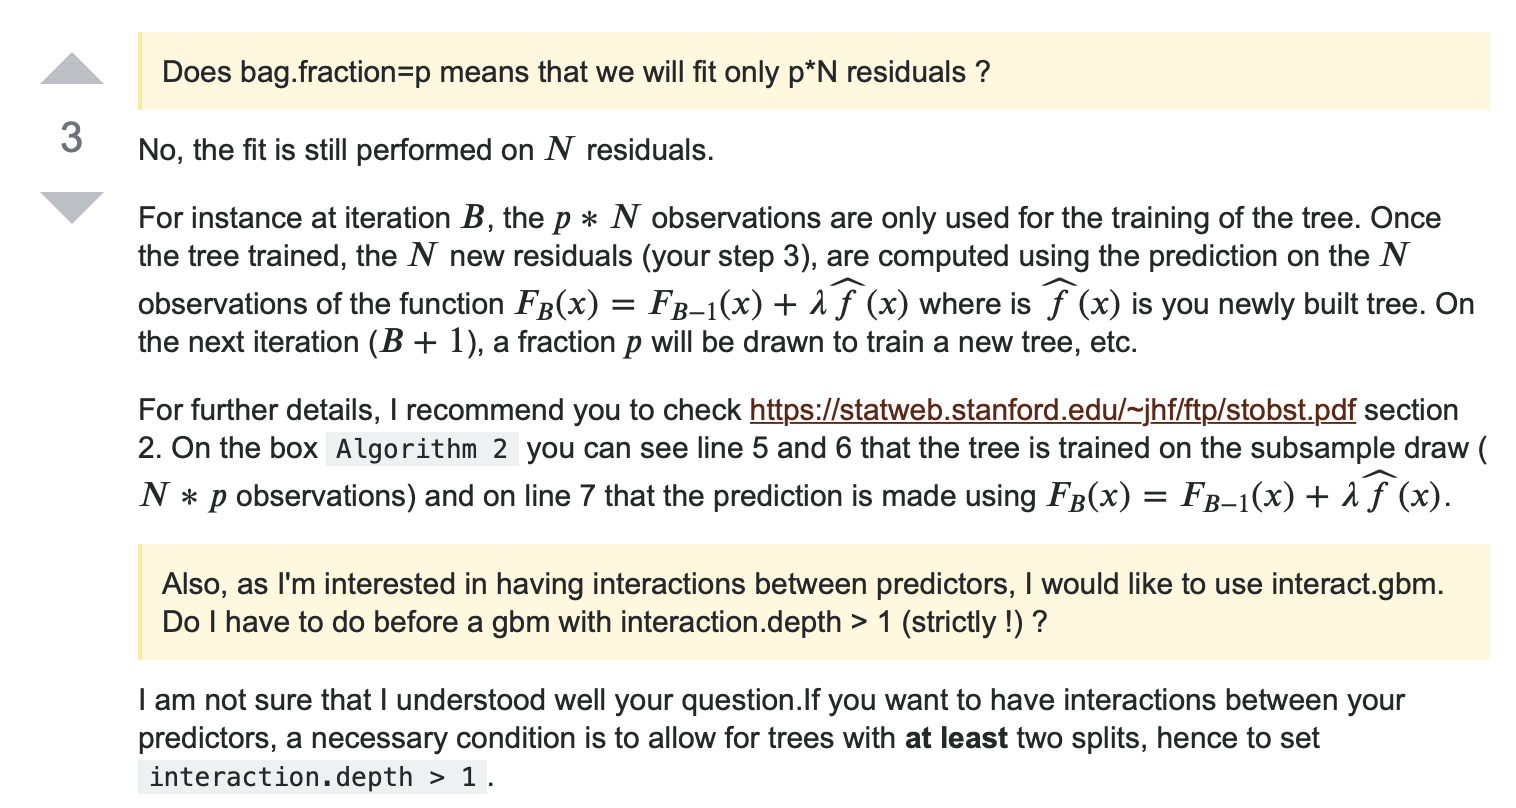 Does bag.fraction=p means that we will fit only p*N residuals ?
3
No, the fit is still performed on N residuals.
For instance at iteration B, the p ∗ N observations are only used for the training of the tree. Once
the tree trained, the N new residuals (your step 3), are computed using the prediction on the N
observations of the function F_B(x) = F_{B−1}(x) + λ\widehat{f}(x) where is \widehat{f}(x) is you newly built tree. On
the next iteration (B + 1), a fraction p will be drawn to train a new tree, etc.
For further details, I recommend you to check https://statweb.stanford.edu/~jhf/ftp/stobst.pdf section
2. On the box Algorithm 2 you can see line 5 and 6 that the tree is trained on the subsample draw (
N ∗ p observations) and on line 7 that the prediction is made using F_B(x) = F_{B−1}(x) + λ\widehat{f}(x).
Also, as I'm interested in having interactions between predictors, I would like to use interact.gbm.
Do I have to do before a gbm with interaction.depth > 1 (strictly !) ?
I am not sure that I understood well your question.If you want to have interactions between your
predictors, a necessary condition is to allow for trees with at least two splits, hence to set
interaction.depth > 1.